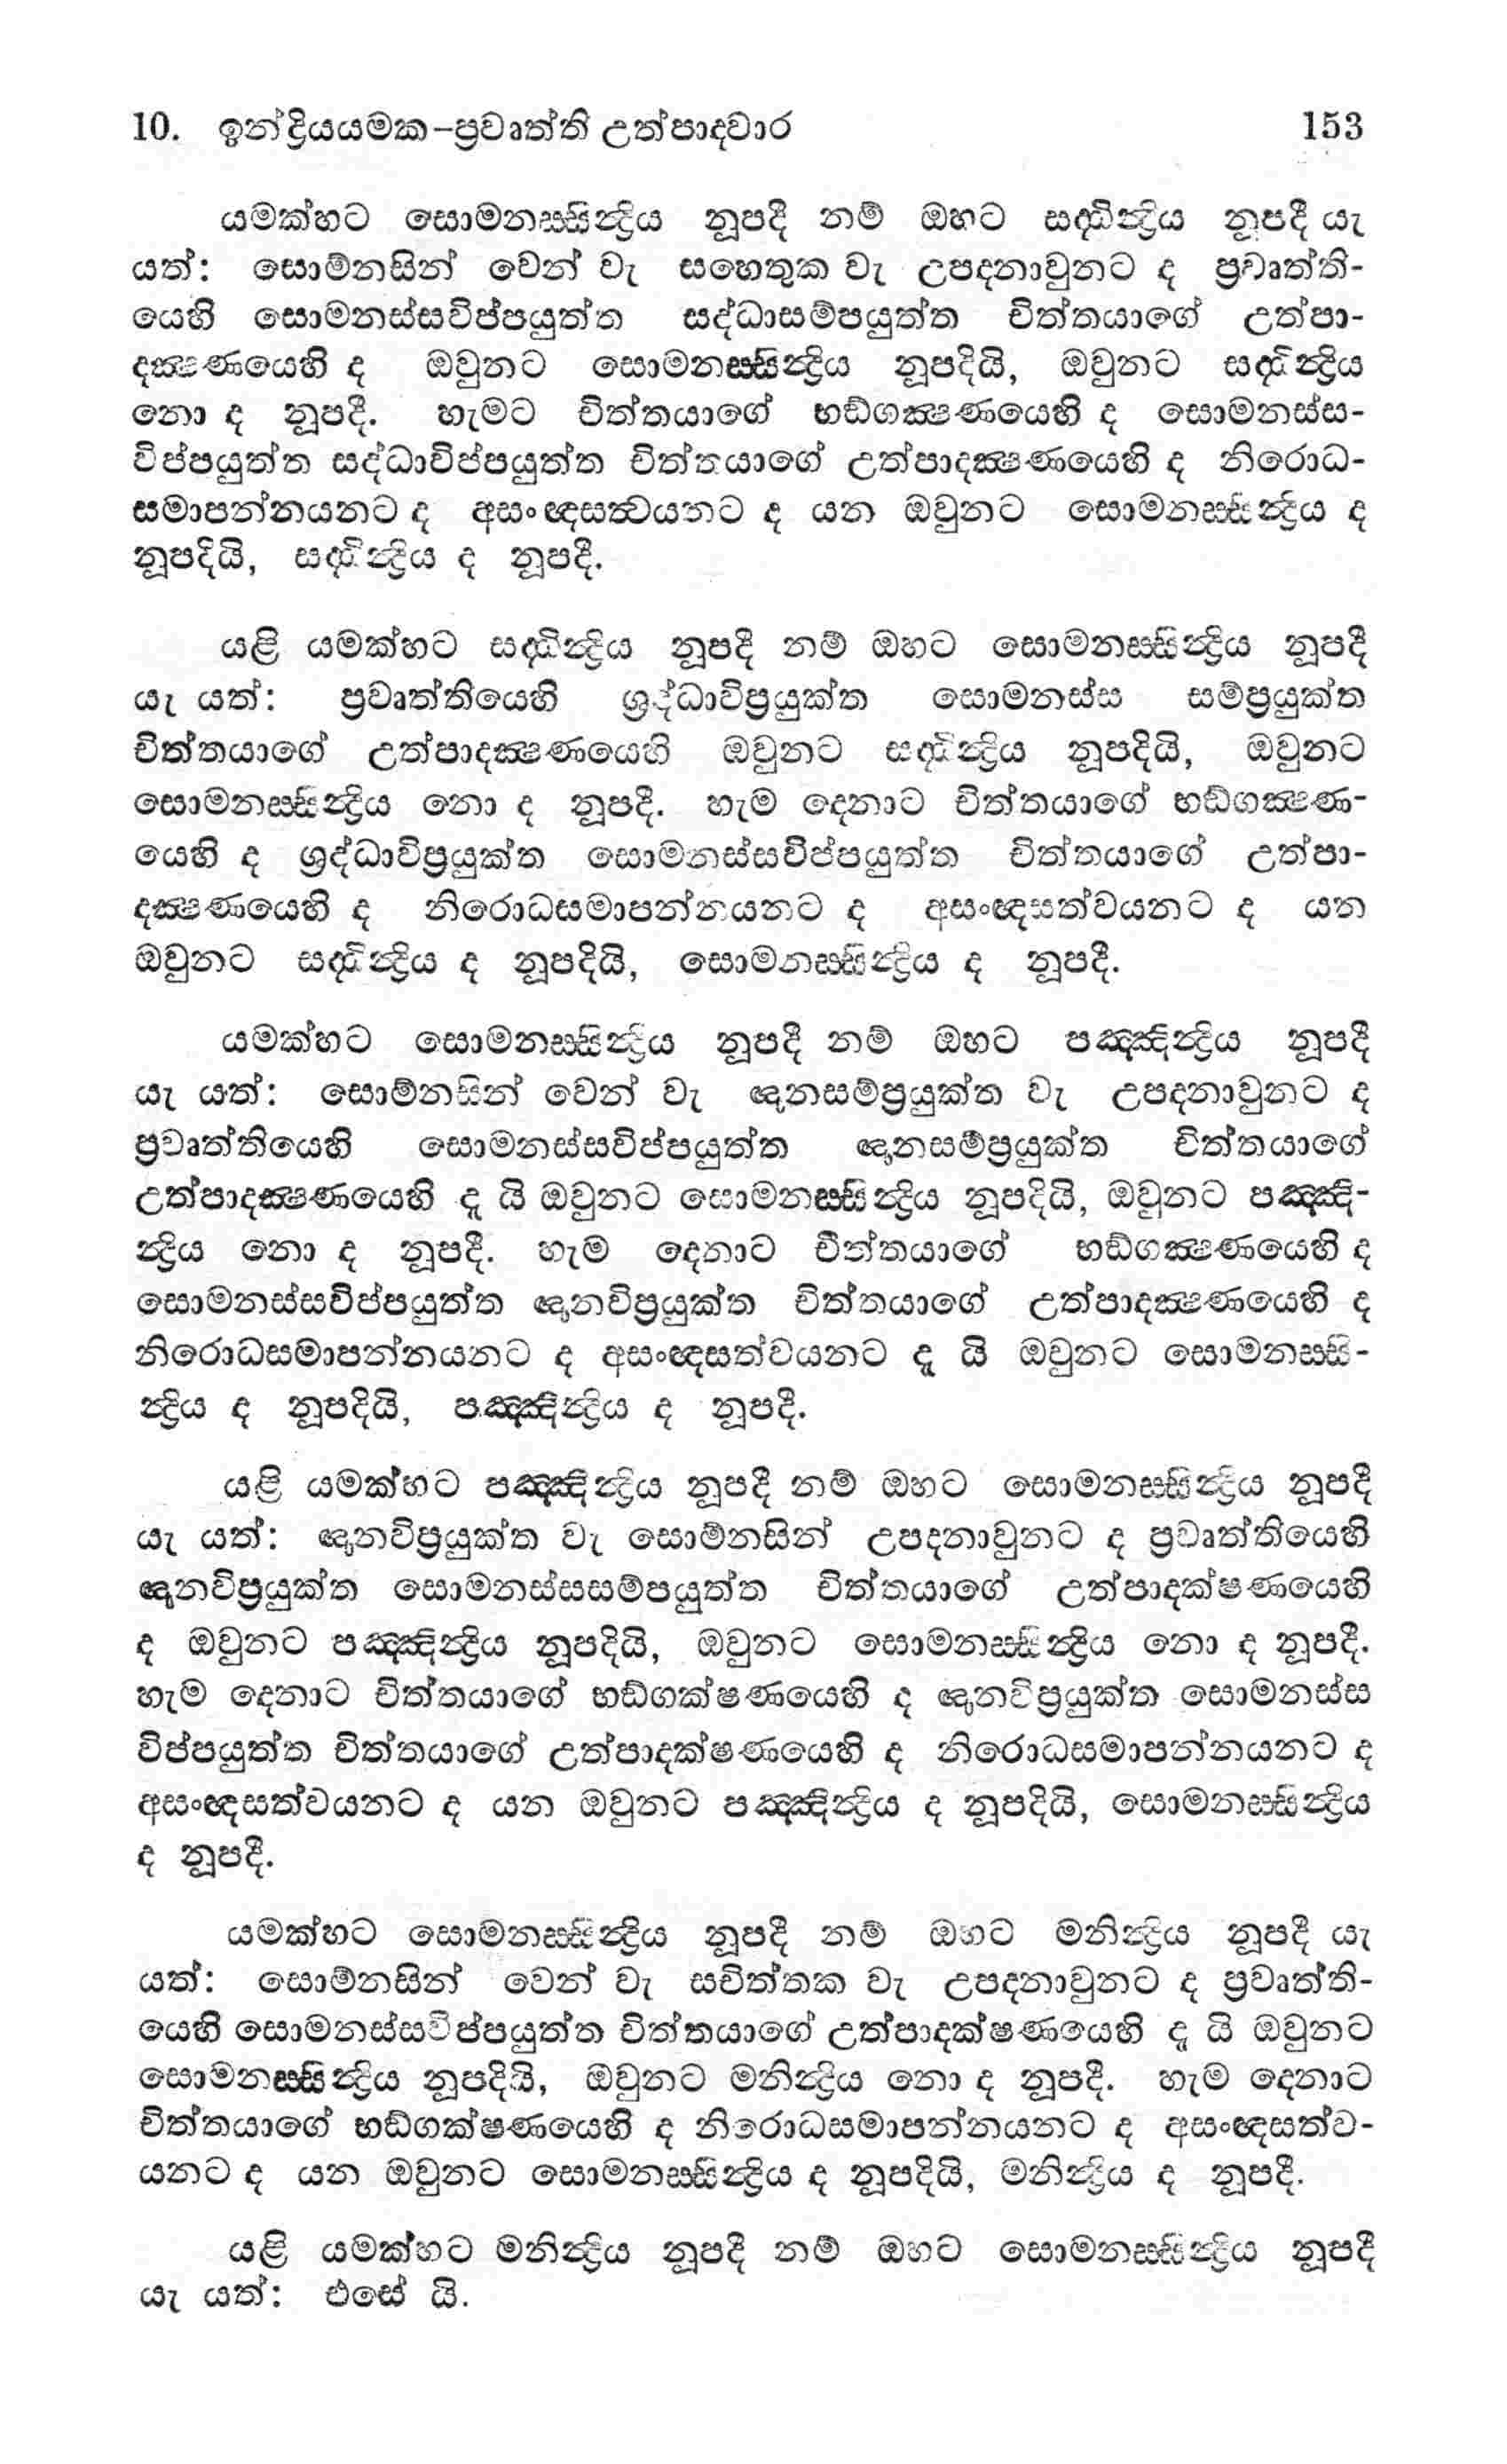 10. ඉන්ද්‍රියයමක–ප්‍රවෘත්ති උත්පාදවාර 153
යමක්හට සොමනස්සින්ද්‍රිය නූපදී නම් ඔහට සද්ධින්ද්‍රිය නූපදී යැ
යත්: සොම්නසින් වෙන් වැ සහෙතුක වැ උපදනාවුනට ද ප්‍රවෘත්ති-
යෙහි සොමනස්සවිප්පයුත්ත සද්ධාසම්පයුත්ත චිත්තයාගේ උත්පා-
දක්‍ෂණයෙහි ද ඔවුනට සොමනස්සින්ද්‍රිය නූපදියි, ඔවුනට සද්ධින්ද්‍රිය
නො ද නූපදී. හැමට චිත්තයාගේ භඞ්ගක්‍ෂණයෙහි ද සොමනස්ස-
විප්පයුත්ත සද්ධාවිප්පයුත්ත චිත්තයාගේ උත්පාදක්‍ෂණයෙහි ද නිරොධ-
සමාපන්නයනට ද අසංඥසත්‍වයනට ද යන ඔවුනට සොමනස්සින්ද්‍රිය ද
නූපදියි, සද්ධින්ද්‍රිය ද නූපදී.
යළි යමක්හට සද්ධින්ද්‍රිය නූපදී නම් ඔහට සොමනස්සින්ද්‍රිය නූපදී
යැ යත්: ප්‍රවෘත්තියෙහි ශ්‍රද්ධාවිප්‍රයුක්ත සොමනස්ස සම්ප්‍රයුක්ත
චිත්තයාගේ උත්පාදක්‍ෂණයෙහි ඔවුනට සද්ධින්ද්‍රිය නූපදියි, ඔවුනට
සොමනස්සින්ද්‍රිය නො ද නූපදී. හැම දෙනාට චිත්තයාගේ භඞ්ගක්‍ෂණ-
යෙහි ද ශ්‍රද්ධාවිප්‍රයුක්ත සොමනස්සවිප්පයුත්ත චිත්තයාගේ උත්පා-
දක්‍ෂණයෙහි ද නිරොධසමාපන්නයනට ද අසංඥසත්වයනට ද යන
ඔවුනට සද්ධින්ද්‍රිය ද නූපදියි, සොමනස්සින්ද්‍රිය ද නූපදී.
යමක්හට සොමනස්සින්ද්‍රිය නූපදී නම් ඔහට පඤ්ඤින්ද්‍රිය නූපදී
යැ යත්: සොම්නසින් වෙන් වැ ඤානසම්ප්‍රයුක්ත වැ උපදනාවුනට ද
ප්‍රවෘත්තියෙහි සොමනස්සවිප්පයුත්ත ඤානසම්ප්‍රයුක්ත චිත්තයාගේ
උත්පාදක්‍ෂණයෙහි දැ යි ඔවුනට සොමනස්සින්ද්‍රිය නූපදියි, ඔවුනට පඤ්ඤි-
න්ද්‍රිය නො ද නූපදී. හැම දෙනාට චිත්තයාගේ භඞ්ගක්‍ෂණයෙහි ද
සොමනස්සවිප්පයුත්ත ඤානවිප්‍රයුක්ත චිත්තයාගේ උත්පාදක්‍ෂණයෙහි ද
නිරොධසමාපන්නයනට ද අසංඥසත්වයනට දැ යි ඔවුනට සොමනස්සි-
න්ද්‍රිය ද නූපදියි, පඤ්ඤින්ද්‍රිය ද නූපදී.
යළි යමක්හට පඤ්ඤින්ද්‍රිය නූපදී නම් ඔහට සොමනස්සින්ද්‍රිය නූපදී
යැ යත්: ඤානවිප්‍රයුක්ත වැ සොම්නසින් උපදනාවුනට ද ප්‍රවෘත්තියෙහි
ඤානවිප්‍රයුක්ත සොමනස්සසම්පයුත්ත චිත්තයාගේ උත්පාදක්ෂණයෙහි
ද ඔවුනට පඤ්ඤින්ද්‍රිය නූපදියි, ඔවුනට සොමනස්සින්ද්‍රිය නො ද නූපදී.
හැම දෙනාට චිත්තයාගේ භඞ්ගක්ෂණයෙහි ද ඤානවිප්‍රයුක්ත සොමනස්ස
විප්පයුත්ත චිත්තයාගේ උත්පාදක්ෂණයෙහි ද නිරොධසමාපන්නයනට ද
අසංඥසත්වයනට ද යන ඔවුනට පඤ්ඤින්ද්‍රිය ද නූපදියි, සොමනස්සින්ද්‍රිය
ද නූපදී.
යමක්හට සොමනස්සින්ද්‍රිය නූපදී නම් ඔහට මනින්ද්‍රිය නූපදී යැ
යත්: සොම්නසින් වෙන් වැ සචිත්තක වැ උපදනාවුනට ද ප්‍රවෘත්ති-
යෙහි සොමනස්සවිප්පයුත්ත චිත්තයාගේ උත්පාදක්ෂණයෙහි දැ යි ඔවුනට
සොමනස්සින්ද්‍රිය නූපදියි, ඔවුනට මනින්ද්‍රිය නො ද නූපදී. හැම දෙනාට
චිත්තයාගේ භඞ්ගක්ෂණයෙහි ද නිරොධසමාපන්නයනට ද අසංඥසත්ව-
යනට ද යන ඔවුනට සොමනස්සින්ද්‍රිය ද නූපදියි, මනින්ද්‍රිය ද නූපදී.
යළි යමක්හට මනින්ද්‍රිය නූපදී නම් ඔහට සොමනස්සින්ද්‍රිය නූපදී
යැ යත්: එසේ යි.